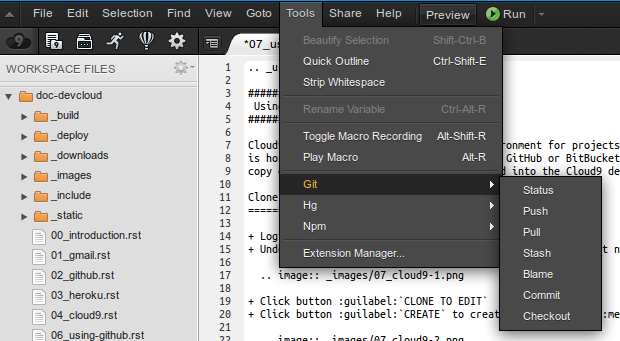 File Edit Selection Find View Goto Tools Share Help Preview Run
WORKSPACE FILES
doc-devcloud
_build
_deploy
_downloads
_images
_include
_static
00_introduction.rst
01_gmail.rst
02_github.rst
03_heroku.rst
04_cloud9.rst
06_using-github.rst
*07_us
1 .. _u
2
3 #######
4 Usin
5 #######
6
7 Cloud ronment for projects
8 is ho GitHub or BitBucket
9 copy d into the Cloud9 de
10
11 Clone
12 =====
13
14 + Log
15 + Unde t n
16
17 .. image:: _images/07_cloud9-1.png
18
19 + Click button :guilabel:`CLONE TO EDIT`
20 + Click button :guilabel:`CREATE` to creat :me
21
22 .. image:: _images/07_cloud9-2.png
Beautify Selection Shift-Ctrl-B
Quick Outline Ctrl-Shift-E
Strip Whitespace
Rename Variable Ctrl-Alt-R
Toggle Macro Recording Alt-Shift-R
Play Macro Alt-R
Git
Hg
Npm
Extension Manager...
Status
Push
Pull
Stash
Blame
Commit
Checkout